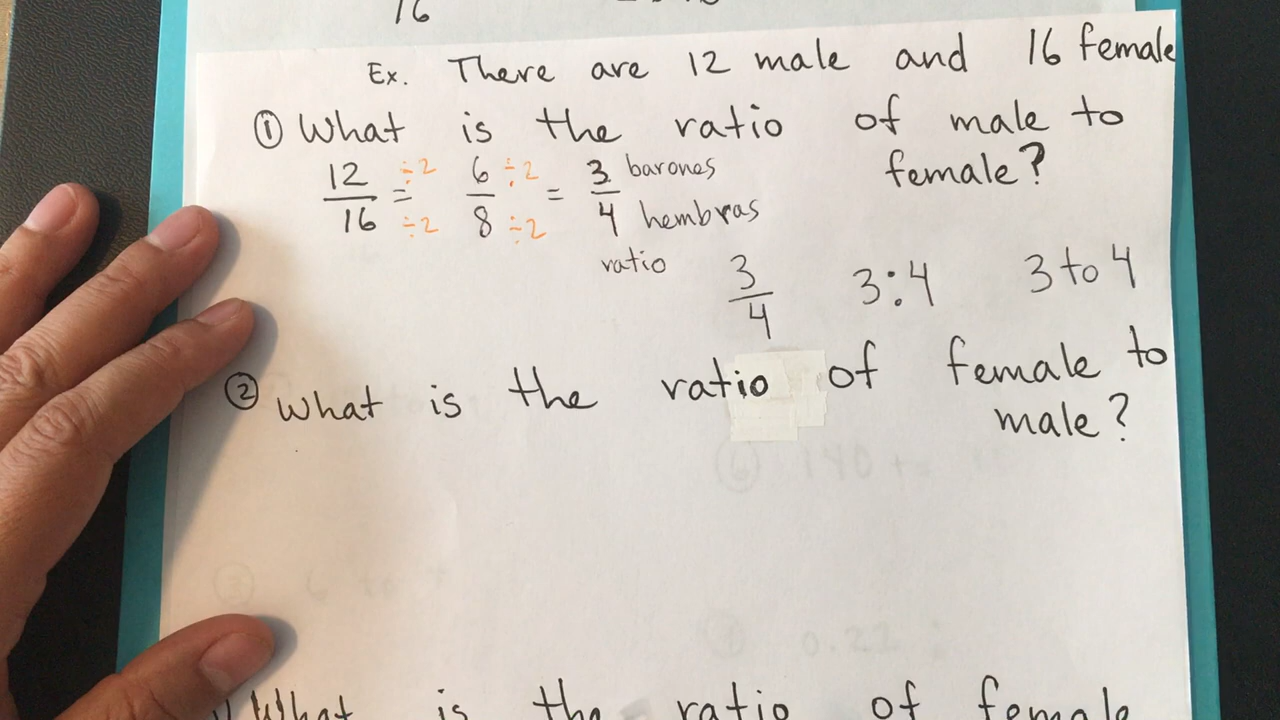 16
Ex. There are 12 male and 16 female
① What is the ratio of male to
female?
12/16 ÷2/÷2 = 6/8 ÷2/÷2 = 3/4 barones hembras
ratio 3/4 3:4 3 to 4
② What is the ratio of female to
male?
What is the ratio of female